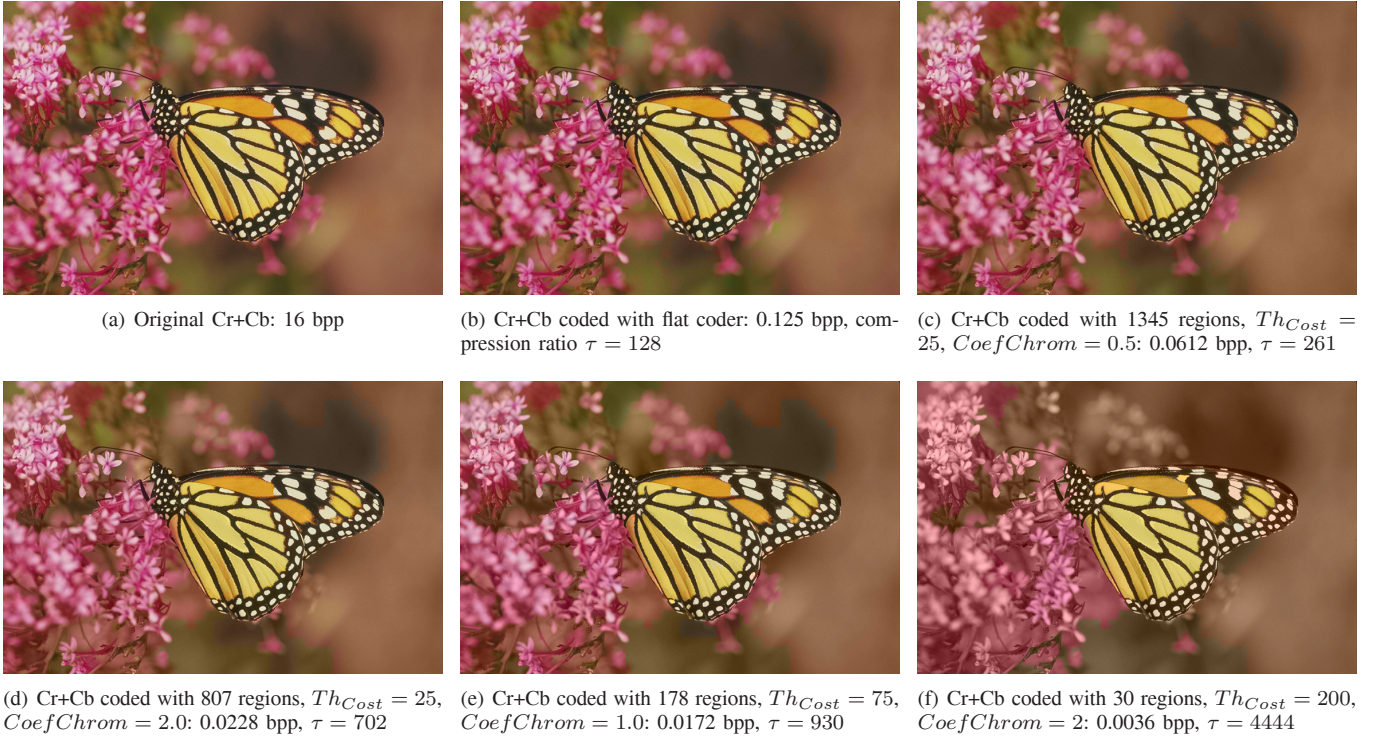 (a) Original Cr+Cb: 16 bpp
(b) Cr+Cb coded with flat coder: 0.125 bpp, com-
pression ratio τ = 128
(c) Cr+Cb coded with 1345 regions, Th_Cost =
25, CoefChrom = 0.5: 0.0612 bpp, τ = 261
(d) Cr+Cb coded with 807 regions, Th_Cost = 25,
CoefChrom = 2.0: 0.0228 bpp, τ = 702
(e) Cr+Cb coded with 178 regions, Th_Cost = 75,
CoefChrom = 1.0: 0.0172 bpp, τ = 930
(f) Cr+Cb coded with 30 regions, Th_Cost = 200,
CoefChrom = 2: 0.0036 bpp, τ = 4444